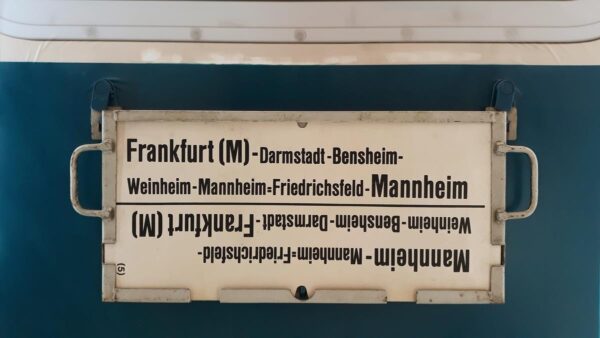 Frankfurt (M)-Darmstadt-Bensheim-
Weinheim-Mannheim=Friedrichsfeld-Mannheim
Mannheim-Mannheim=Friedrichsfeld-
Weinheim-Bensheim-Darmstadt-Frankfurt (M)
(5)